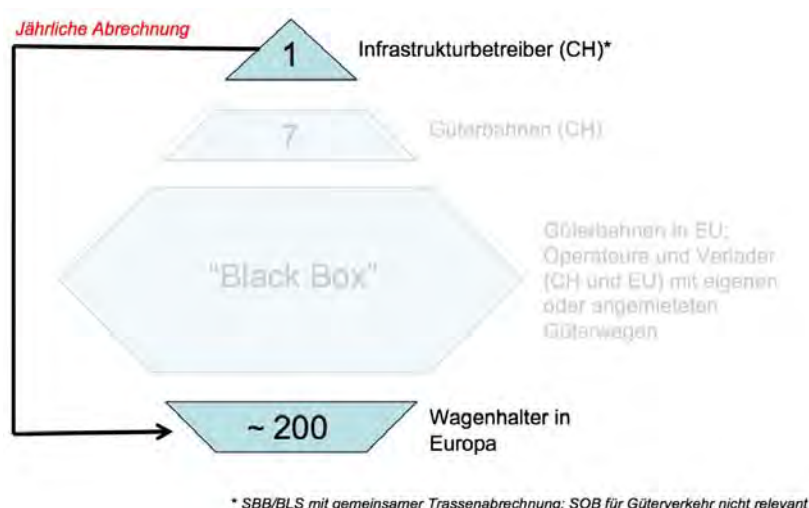 Jährliche Abrechnung
1
Infrastrukturbetreiber (CH)*
7
Güterbahnen (CH)
"Black Box"
Güterbahnen in EU;
Operateure und Verlader
(CH und EU) mit eigenen
oder angemieteten
Güterwagen
~ 200
Wagenhalter in
Europa
* SBB/BLS mit gemeinsamer Trassenabrechnung; SOB für Güterverkehr nicht relevant